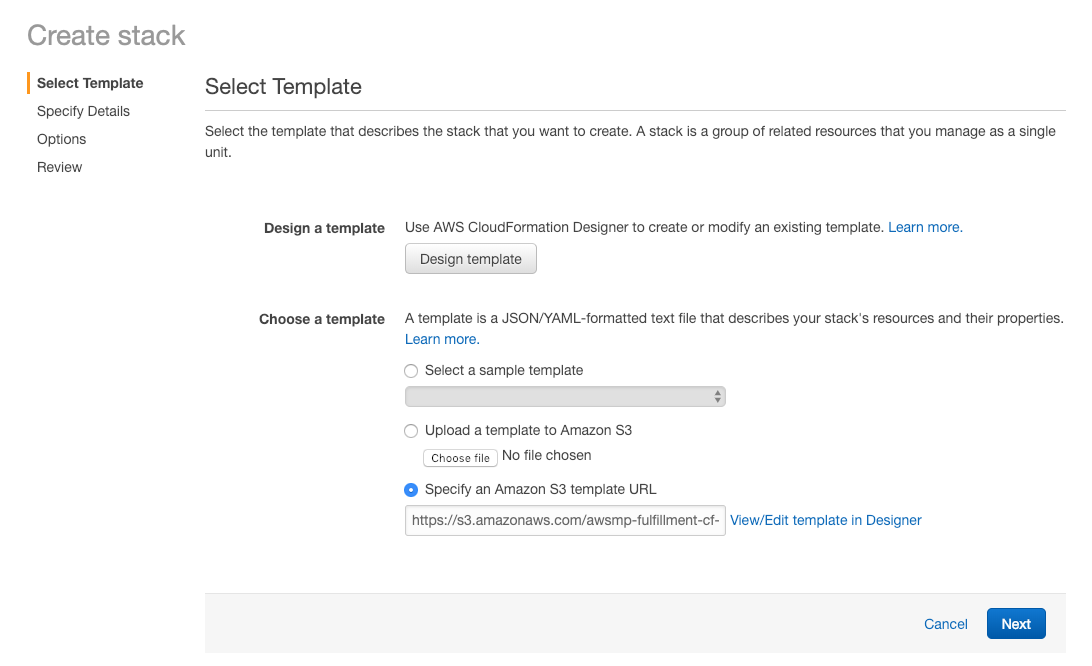 Create stack
Select Template
Specify Details
Options
Review
Select Template
Select the template that describes the stack that you want to create. A stack is a group of related resources that you manage as a single
unit.
Design a template
Use AWS CloudFormation Designer to create or modify an existing template. Learn more.
Design template
Choose a template
A template is a JSON/YAML-formatted text file that describes your stack's resources and their properties.
Learn more.
Select a sample template
Upload a template to Amazon S3
Choose file No file chosen
Specify an Amazon S3 template URL
https://s3.amazonaws.com/awsmp-fulfillment-cf- View/Edit template in Designer
Cancel Next